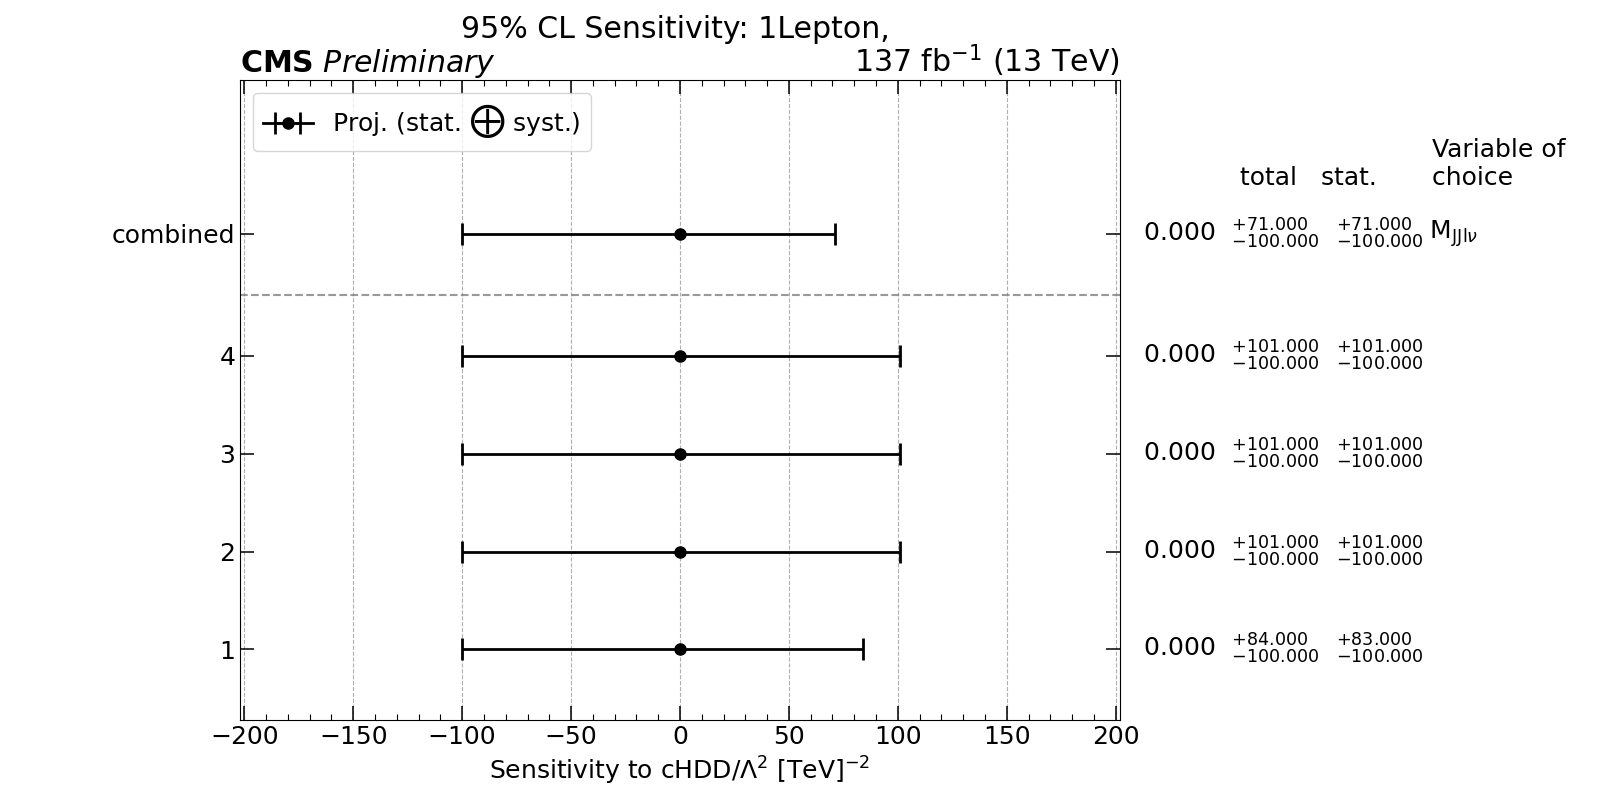 95% CL Sensitivity: 1Lepton,
CMS Preliminary 137 fb⁻¹ (13 TeV)
Proj. (stat. ⊕ syst.)
Variable of
total stat. choice
combined 0.000 +71.000 −100.000 +71.000 −100.000 M_JJlν
4 0.000 +101.000 −100.000 +101.000 −100.000
3 0.000 +101.000 −100.000 +101.000 −100.000
2 0.000 +101.000 −100.000 +101.000 −100.000
1 0.000 +84.000 −100.000 +83.000 −100.000
−200 −150 −100 −50 0 50 100 150 200
Sensitivity to cHDD/Λ² [TeV]⁻²